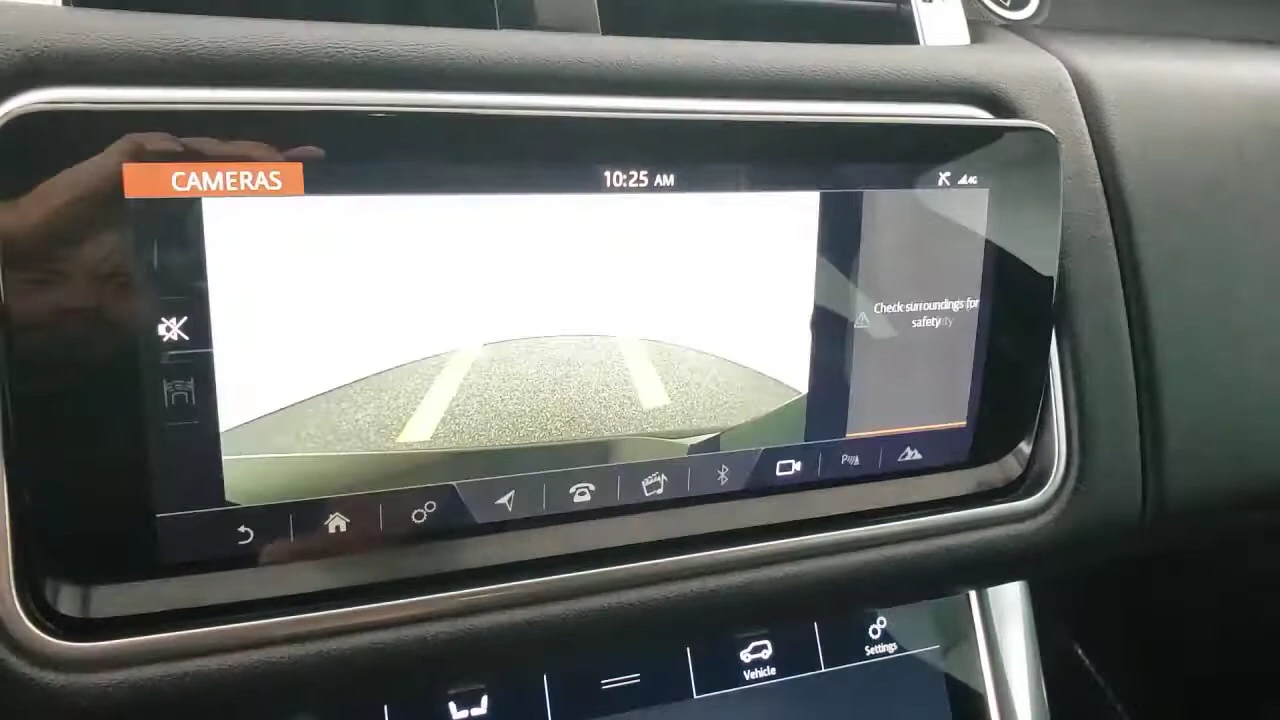 CAMERAS
10:25 AM
4G
Check surroundings for
safety
Vehicle
Settings